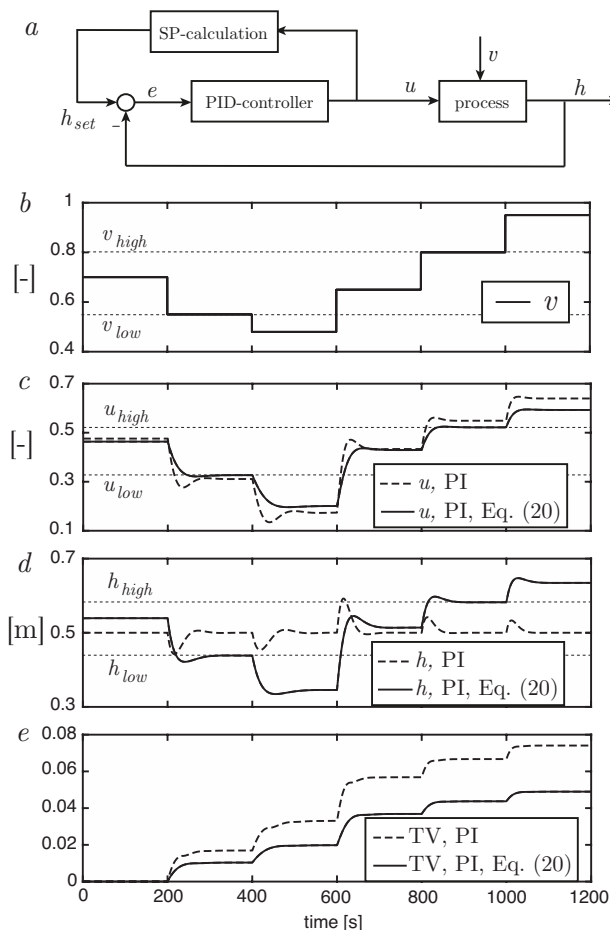 a
SP-calculation
h_set
e
PID-controller
u
v
process
h
-
b
[-]
1
0.8
0.6
0.4
v_high
v_low
v
c
[-]
0.7
0.5
0.3
0.1
u_high
u_low
u, PI
u, PI, Eq. (20)
d
[m]
0.7
0.5
0.3
h_high
h_low
h, PI
h, PI, Eq. (20)
e
0.08
0.06
0.04
0.02
0
TV, PI
TV, PI, Eq. (20)
0 200 400 600 800 1000 1200
time [s]